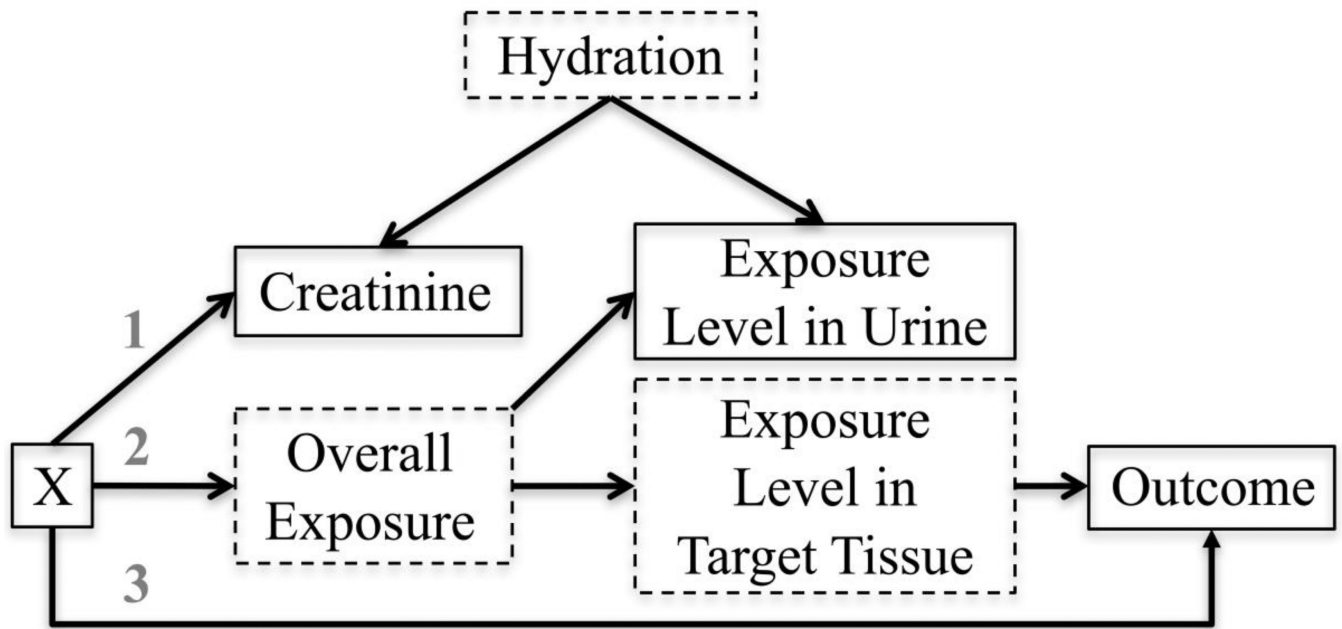 Hydration
Creatinine
Exposure
Level in Urine
1
2
X
Overall
Exposure
Exposure
Level in
Target Tissue
Outcome
3